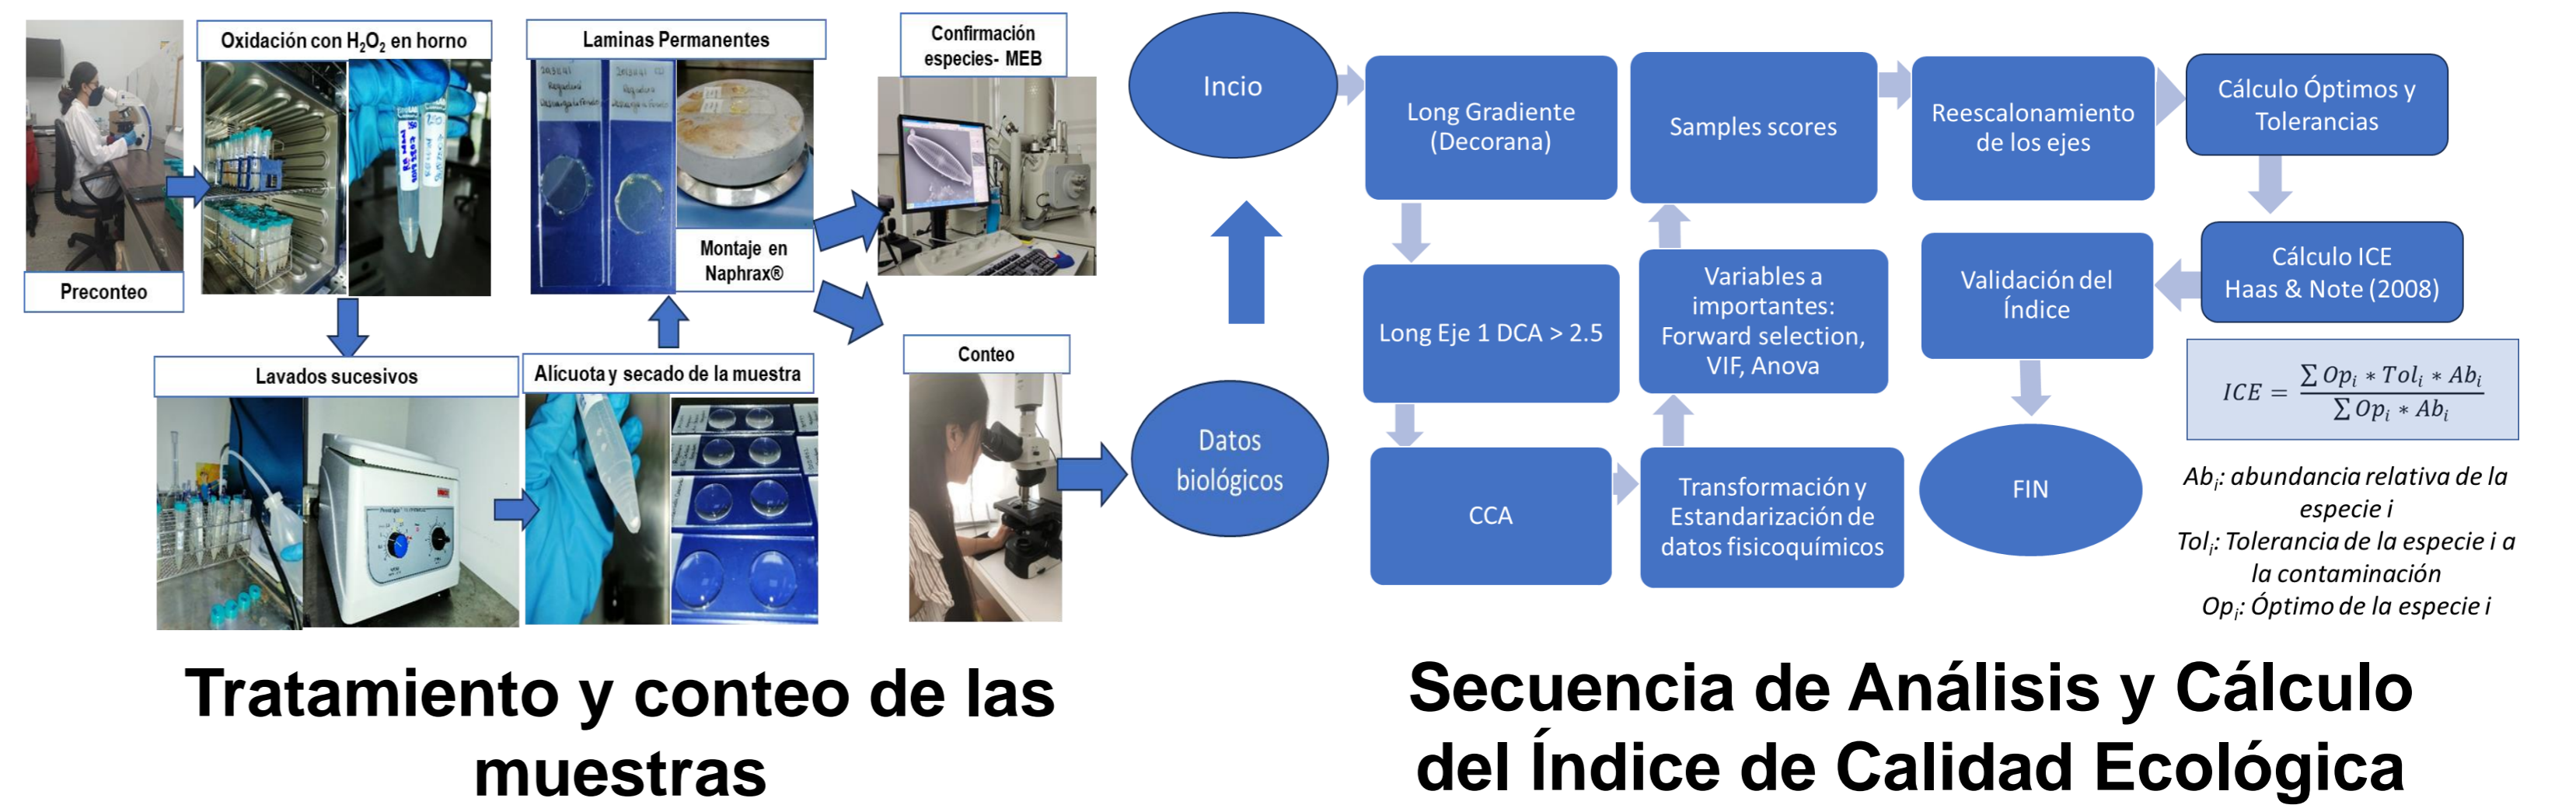 Preconteo
Oxidación con H₂O₂ en horno
Lavados sucesivos
Alícuota y secado de la muestra
Laminas Permanentes
Montaje en
Naphrax®
Confirmación
especies- MEB
Conteo
Datos
biológicos
Incio
Long Gradiente
(Decorana)
Long Eje 1 DCA > 2.5
CCA
Transformación y
Estandarización de
datos fisicoquímicos
Variables a
importantes:
Forward selection,
VIF, Anova
Samples scores
Reescalonamiento
de los ejes
Cálculo Óptimos y
Tolerancias
Cálculo ICE
Haas & Note (2008)
Validación del
Índice
FIN
ICE = ∑ Opᵢ * Tolᵢ * Abᵢ / ∑ Opᵢ * Abᵢ
Abᵢ: abundancia relativa de la
especie i
Tolᵢ: Tolerancia de la especie i a
la contaminación
Opᵢ: Óptimo de la especie i
Tratamiento y conteo de las
muestras
Secuencia de Análisis y Cálculo
del Índice de Calidad Ecológica